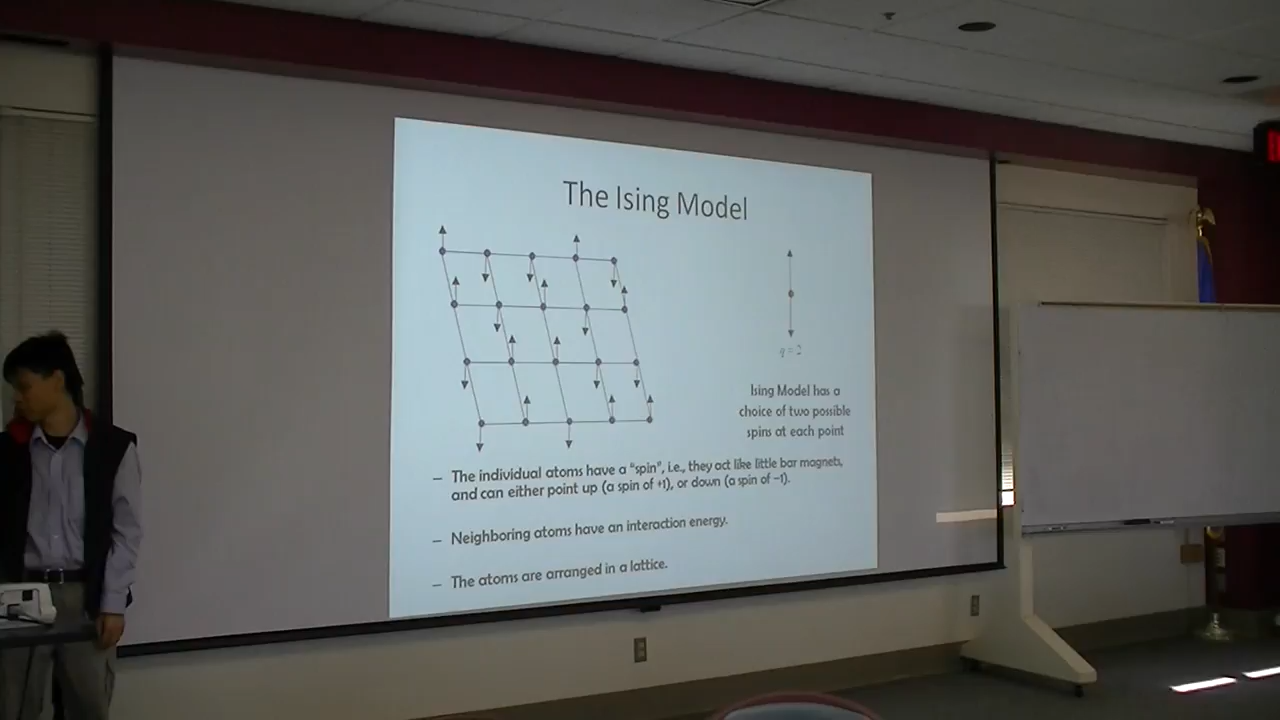 The Ising Model
q = 2
Ising Model has a
choice of two possible
spins at each point
– The individual atoms have a "spin", i.e., they act like little bar magnets,
and can either point up (a spin of +1), or down (a spin of −1).
– Neighboring atoms have an interaction energy.
– The atoms are arranged in a lattice.